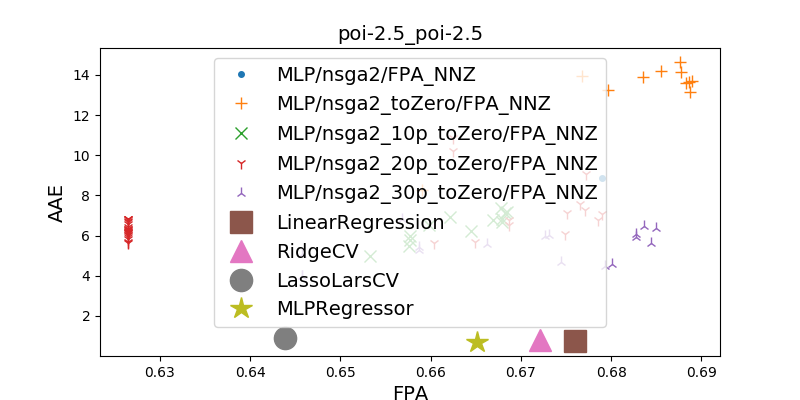 poi-2.5_poi-2.5
AAE
14
12
10
8
6
4
2
MLP/nsga2/FPA_NNZ
MLP/nsga2_toZero/FPA_NNZ
MLP/nsga2_10p_toZero/FPA_NNZ
MLP/nsga2_20p_toZero/FPA_NNZ
MLP/nsga2_30p_toZero/FPA_NNZ
LinearRegression
RidgeCV
LassoLarsCV
MLPRegressor
0.63 0.64 0.65 0.66 0.67 0.68 0.69
FPA